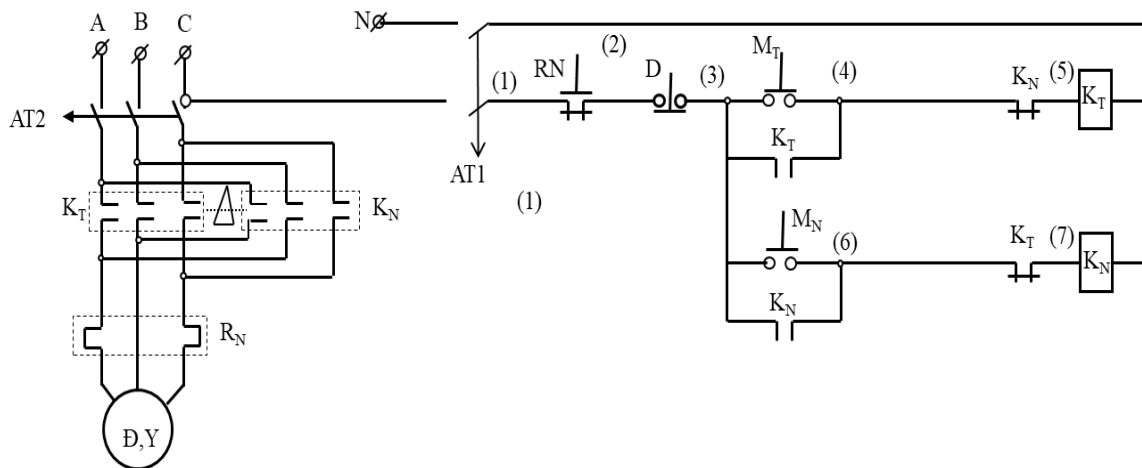 A B C N
(2) M_T
RN D (3) (4) K_N (5)
(1) K_T
AT2
K_T
AT1
K_T K_N (1)
M_N (6) K_T (7)
K_N
K_N
R_N
Đ,Y